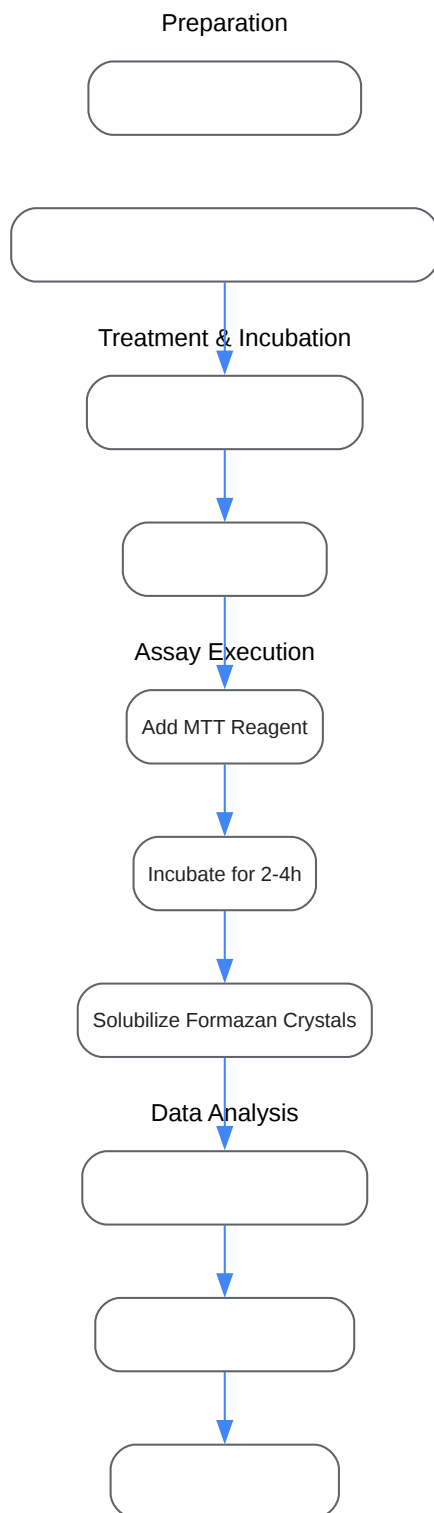 Preparation
Treatment & Incubation
Assay Execution
Add MTT Reagent
Incubate for 2-4h
Solubilize Formazan Crystals
Data Analysis